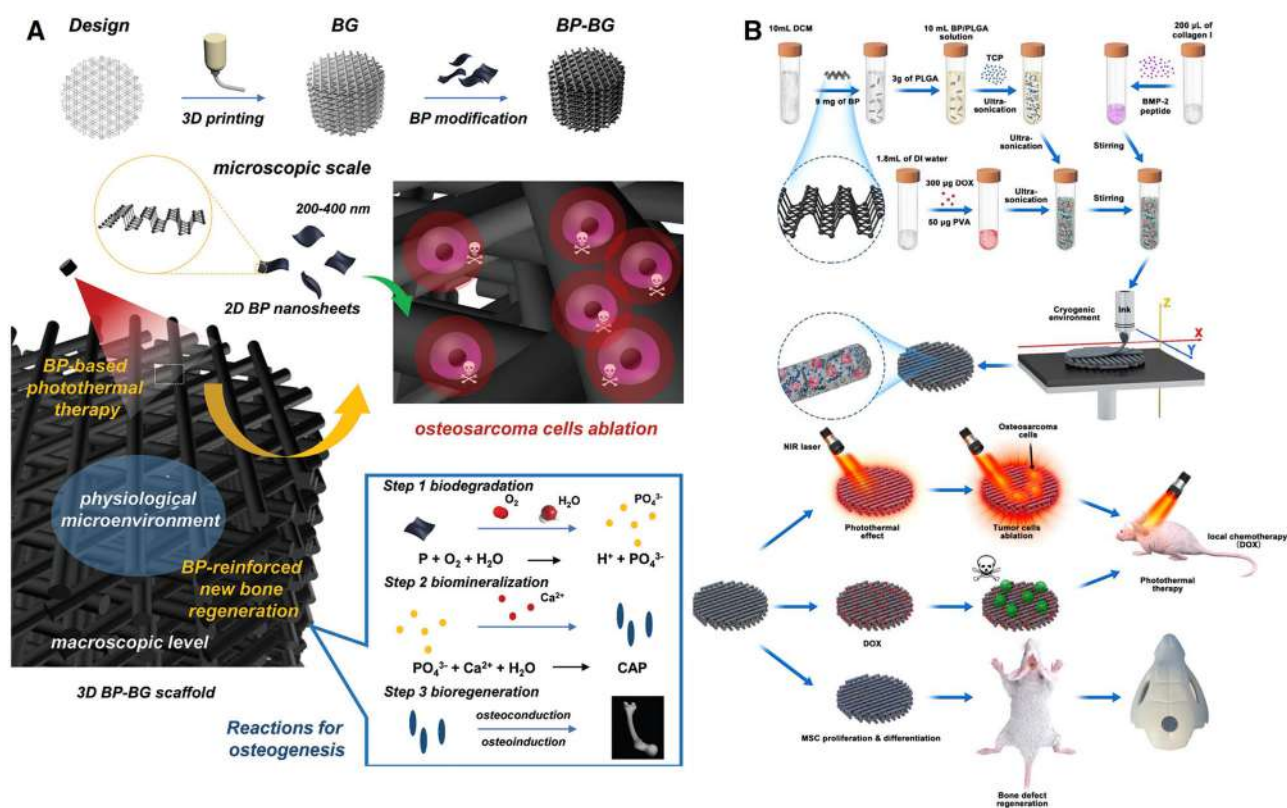 A
Design
BG
BP-BG
3D printing
BP modification
microscopic scale
200-400 nm
2D BP nanosheets
BP-based
photothermal
therapy
osteosarcoma cells ablation
physiological
microenvironment
BP-reinforced
new bone
regeneration
macroscopic level
3D BP-BG scaffold
Reactions for
osteogenesis
Step 1 biodegradation
O₂
H₂O
PO₄³⁻
P + O₂ + H₂O
H⁺ + PO₄³⁻
Step 2 biomineralization
Ca²⁺
PO₄³⁻ + Ca²⁺ + H₂O
CAP
Step 3 bioregeneration
osteoconduction
osteoinduction
B
10mL DCM
9 mg of BP
3g of PLGA
10 mL BP/PLGA
solution
TCP
Ultra-
sonication
200 μL of
collagen I
BMP-2
peptide
Ultra-
sonication
Stirring
1.8mL of DI water
300 μg DOX
50 μg PVA
Ultra-
sonication
Stirring
Cryogenic
environment
Ink
Z
X
Y
NIR laser
Photothermal
effect
Osteosarcoma
cells
Tumor cells
ablation
local chemotherapy
(DOX)
Photothermal
therapy
DOX
MSC proliferation & differentiation
Bone defect
regeneration